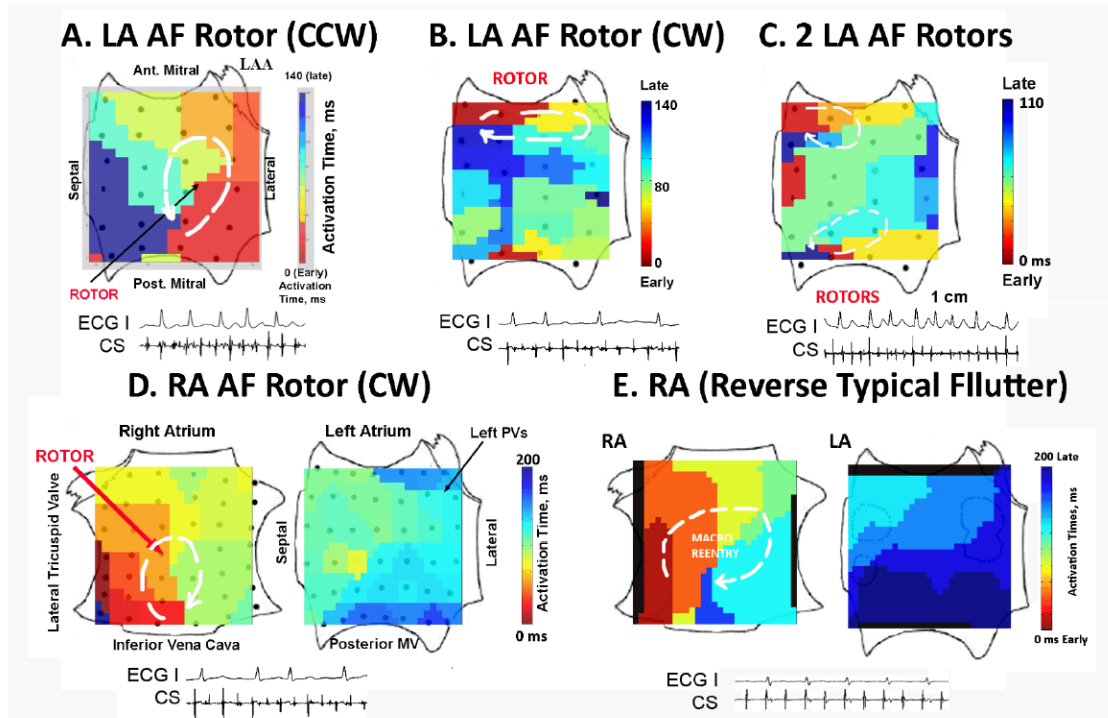 A. LA AF Rotor (CCW)
Ant. Mitral
LAA
140 (late)
Septal
Lateral
Activation Time, ms
ROTOR
Post. Mitral
0 (Early)
Activation
Time, ms
ECG I
CS
B. LA AF Rotor (CW)
ROTOR
Late
140
80
0
Early
ECG I
CS
C. 2 LA AF Rotors
Late
110
0 ms
Early
ROTORS
1 cm
ECG I
CS
D. RA AF Rotor (CW)
Right Atrium
Left Atrium
Left PVs
ROTOR
Lateral Tricuspid Valve
Septal
Lateral
200
Activation Time, ms
0 ms
Inferior Vena Cava
Posterior MV
ECG I
CS
E. RA (Reverse Typical Fllutter)
RA
LA
200 Late
MACRO
REENTRY
Activation Times, ms
0 ms Early
ECG I
CS